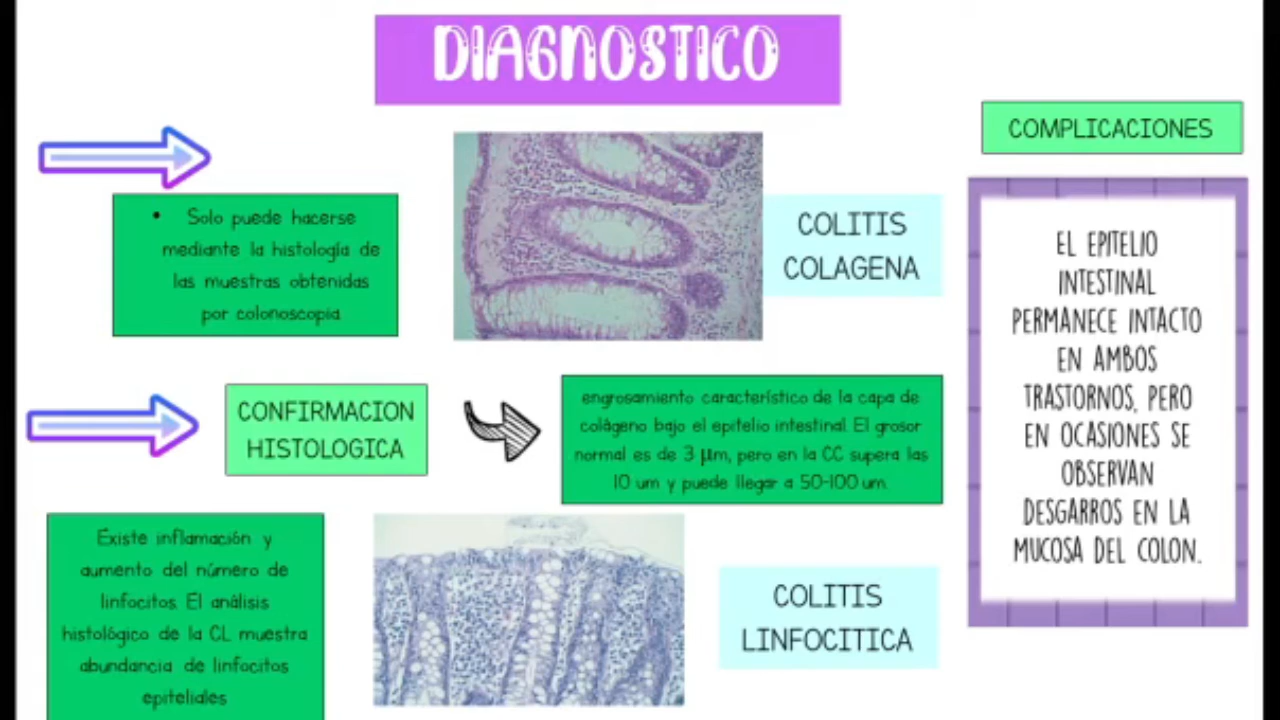 DIAGNOSTICO
• Solo puede hacerse
mediante la histología de
las muestras obtenidas
por colonoscopia.
COLITIS
COLAGENA
COMPLICACIONES
EL EPITELIO
INTESTINAL
PERMANECE INTACTO
EN AMBOS
TRASTORNOS, PERO
EN OCASIONES SE
OBSERVAN
DESGARROS EN LA
MUCOSA DEL COLON.
CONFIRMACION
HISTOLOGICA
engrosamiento característico de la capa de
colágeno bajo el epitelio intestinal. El grosor
normal es de 3 μm, pero en la CC supera las
10 um y puede llegar a 50-100 um.
Existe inflamación y
aumento del número de
linfocitos. El análisis
histológico de la CL muestra
abundancia de linfocitos
epiteliales
COLITIS
LINFOCITICA